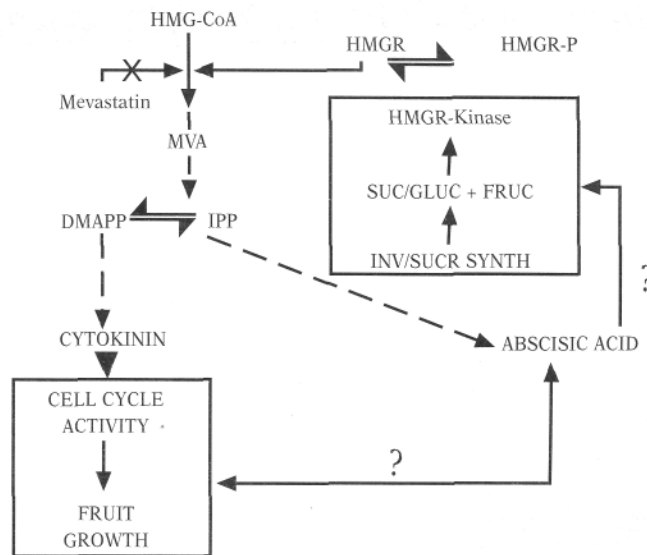 HMG-CoA
HMGR HMGR-P
Mevastatin
HMGR-Kinase
MVA
SUC/GLUC + FRUC
DMAPP IPP
INV/SUCR SYNTH
?
CYTOKININ
ABSCISIC ACID
CELL CYCLE
ACTIVITY
?
FRUIT
GROWTH